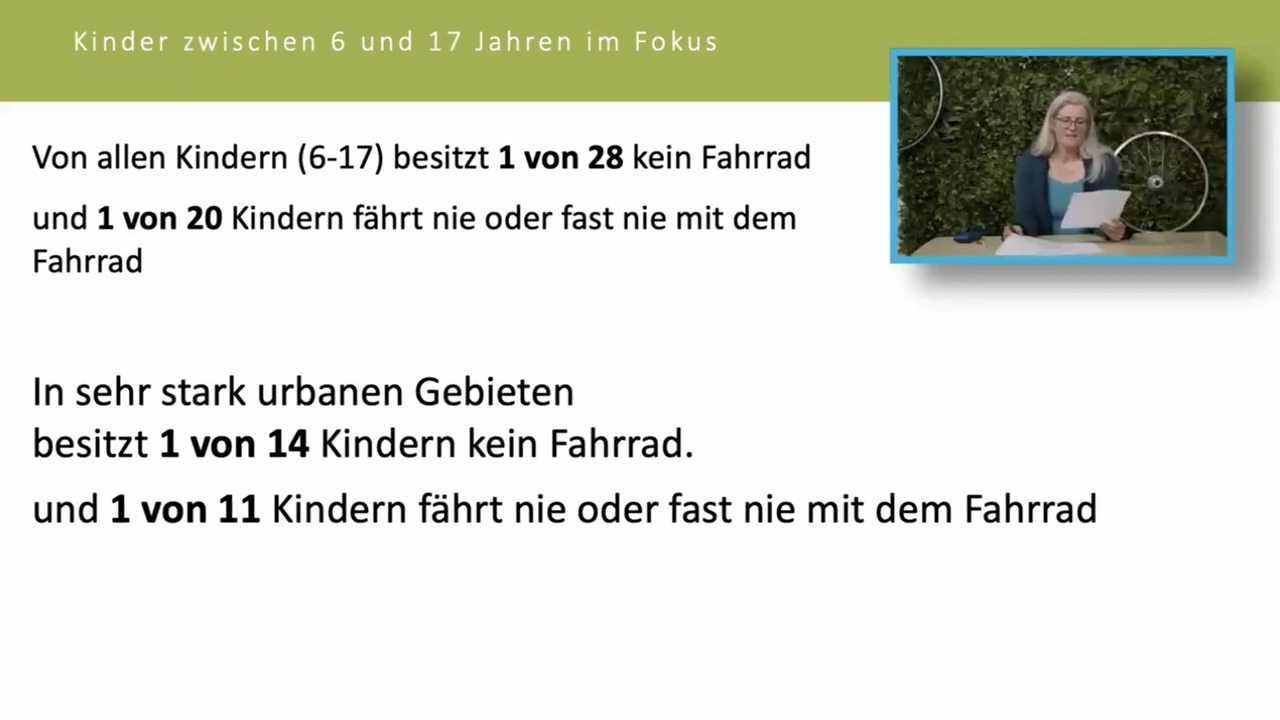 Kinder zwischen 6 und 17 Jahren im Fokus
Von allen Kindern (6-17) besitzt 1 von 28 kein Fahrrad
und 1 von 20 Kindern fährt nie oder fast nie mit dem
Fahrrad
In sehr stark urbanen Gebieten
besitzt 1 von 14 Kindern kein Fahrrad.
und 1 von 11 Kindern fährt nie oder fast nie mit dem Fahrrad